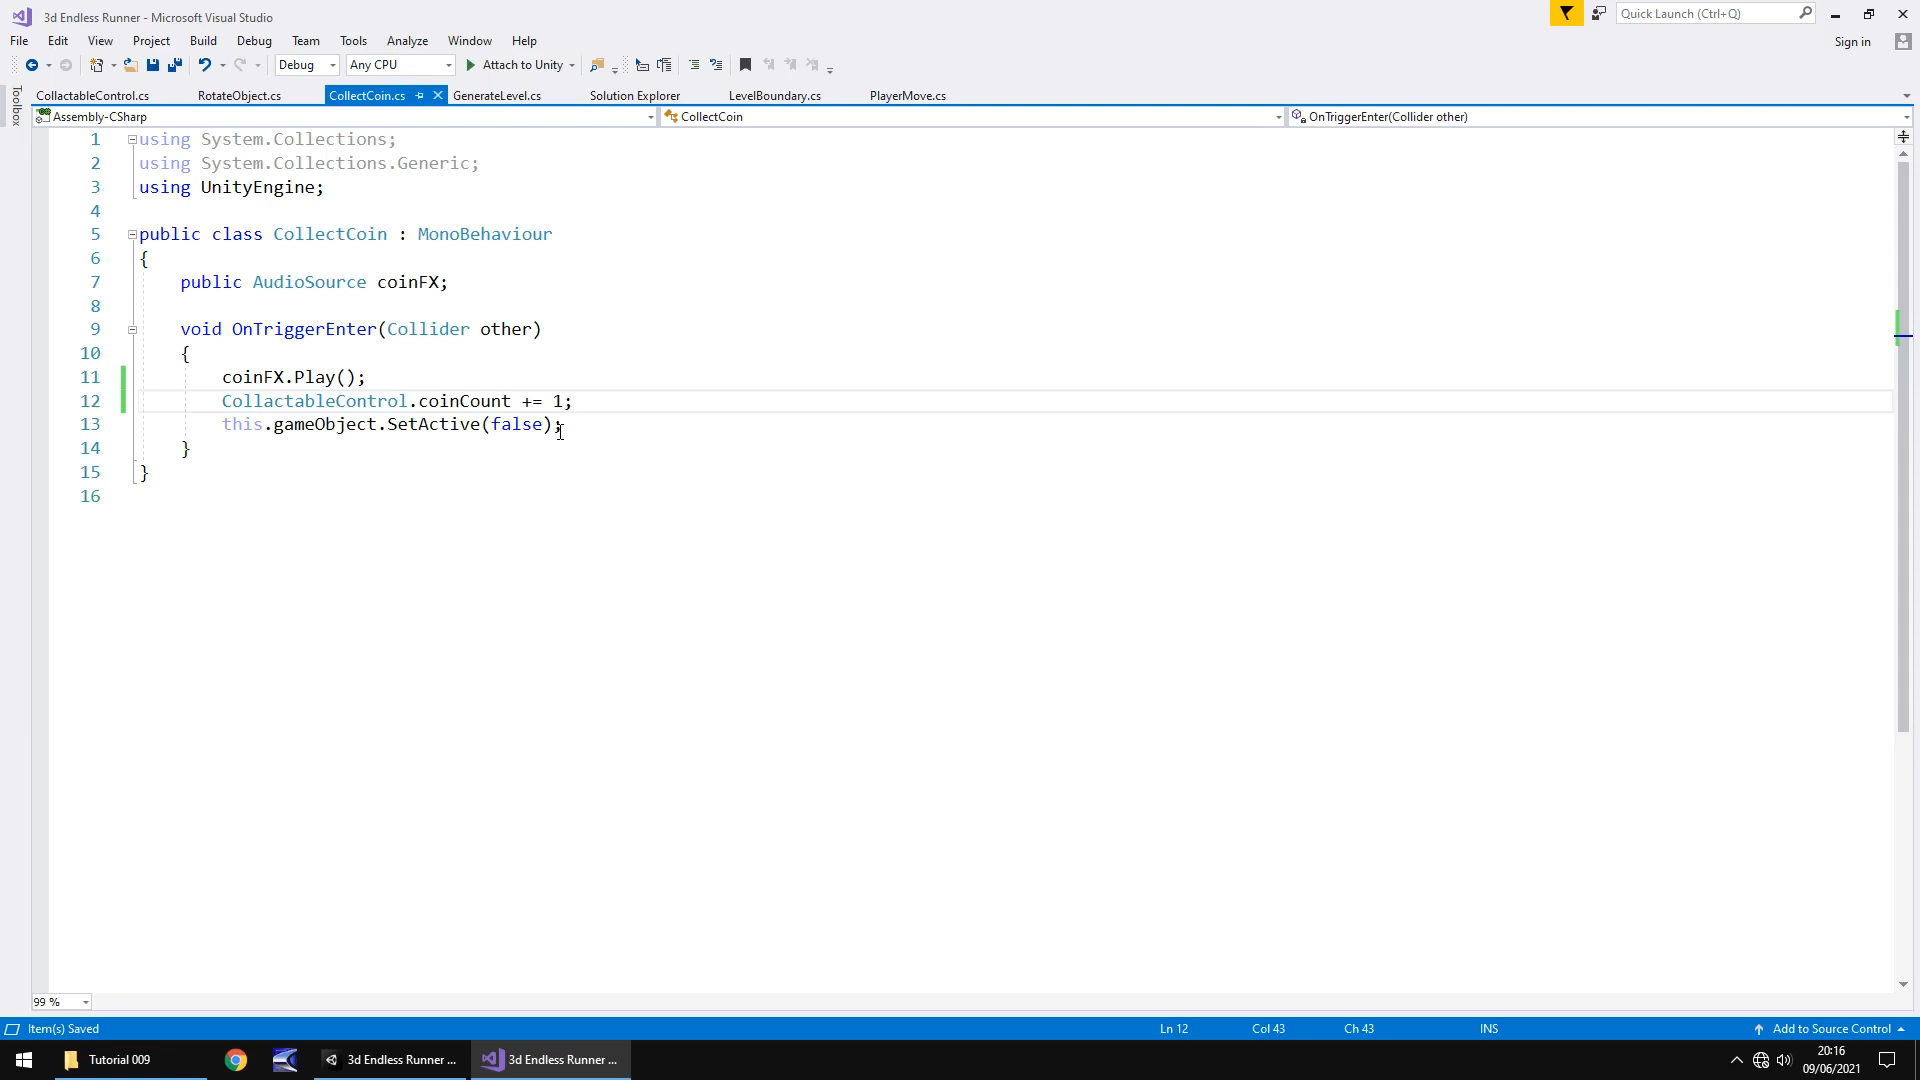 3d Endless Runner - Microsoft Visual Studio
Quick Launch (Ctrl+Q)
File Edit View Project Build Debug Team Tools Analyze Window Help
Sign in
Debug Any CPU Attach to Unity
Toolbox
CollactableControl.cs RotateObject.cs CollectCoin.cs GenerateLevel.cs Solution Explorer LevelBoundary.cs PlayerMove.cs
Assembly-CSharp CollectCoin OnTriggerEnter(Collider other)
1 using System.Collections;
2 using System.Collections.Generic;
3 using UnityEngine;
4
5 public class CollectCoin : MonoBehaviour
6 {
7 public AudioSource coinFX;
8
9 void OnTriggerEnter(Collider other)
10 {
11 coinFX.Play();
12 CollactableControl.coinCount += 1;
13 this.gameObject.SetActive(false);
14 }
15 }
16
99 %
Item(s) Saved Ln 12 Col 43 Ch 43 INS Add to Source Control
Tutorial 009 3d Endless Runner ... 3d Endless Runner ... 20:16
09/06/2021